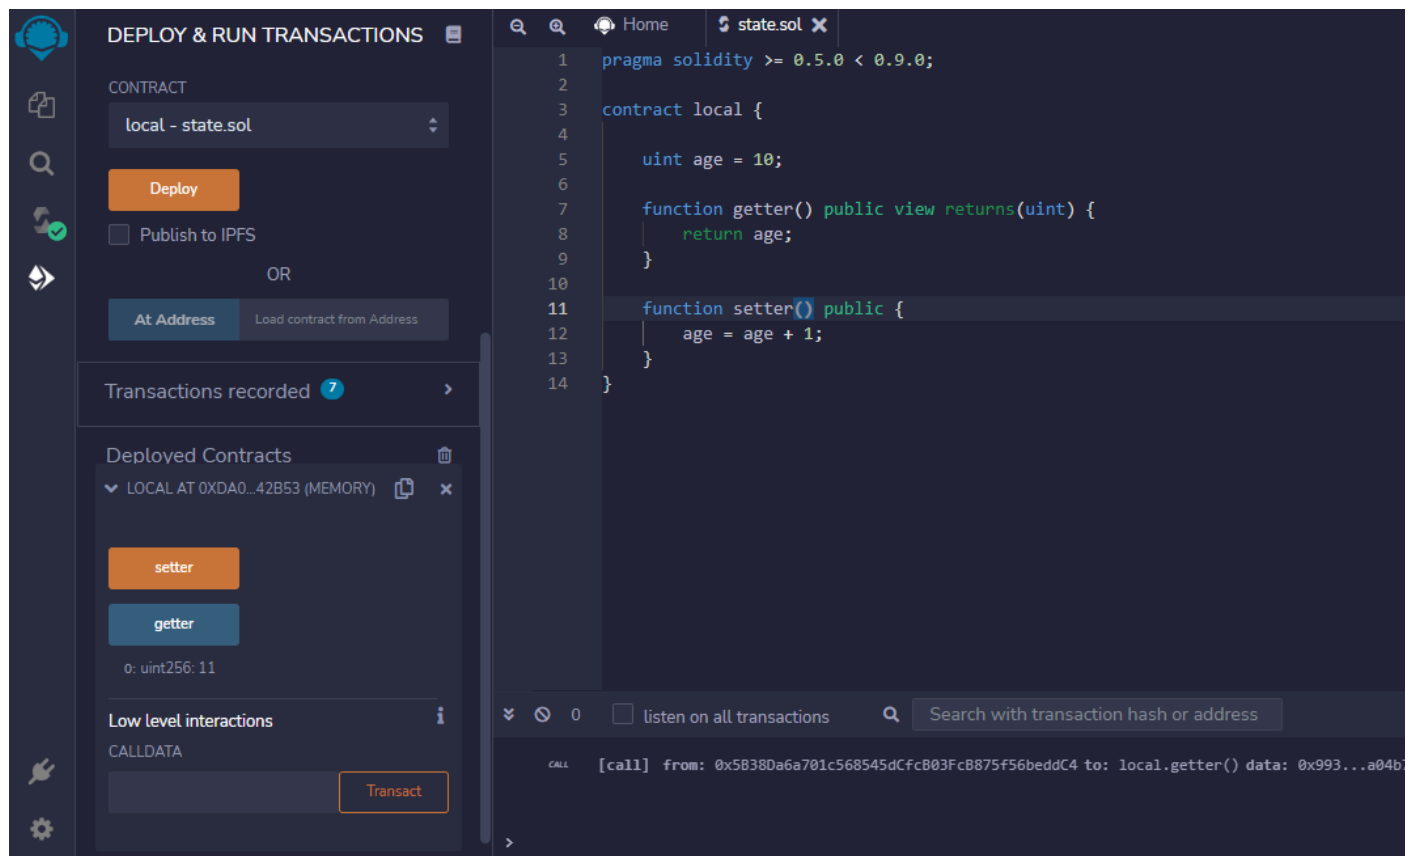 DEPLOY & RUN TRANSACTIONS
CONTRACT
local - state.sol
Deploy
Publish to IPFS
OR
At Address Load contract from Address
Transactions recorded 7
Deployed Contracts
LOCAL AT 0XDA0...42B53 (MEMORY)
setter
getter
0: uint256: 11
Low level interactions
CALLDATA
Transact
Home state.sol
1 pragma solidity >= 0.5.0 < 0.9.0;
2
3 contract local {
4
5 uint age = 10;
6
7 function getter() public view returns(uint) {
8 return age;
9 }
10
11 function setter() public {
12 age = age + 1;
13 }
14 }
0 listen on all transactions Search with transaction hash or address
CALL [call] from: 0x5B38Da6a701c568545dCfcB03FcB875f56beddC4 to: local.getter() data: 0x993...a04b7
>